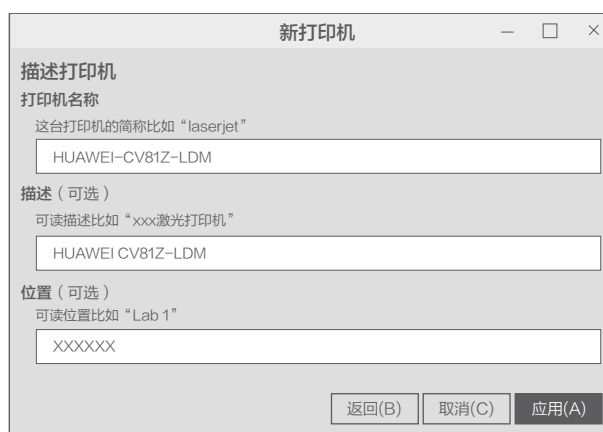 新打印机
描述打印机
打印机名称
这台打印机的简称比如“laserjet”
HUAWEI-CV81Z-LDM
描述（可选）
可读描述比如“xxx激光打印机”
HUAWEI CV81Z-LDM
位置（可选）
可读位置比如“Lab 1”
XXXXXX
返回(B) 取消(C) 应用(A)